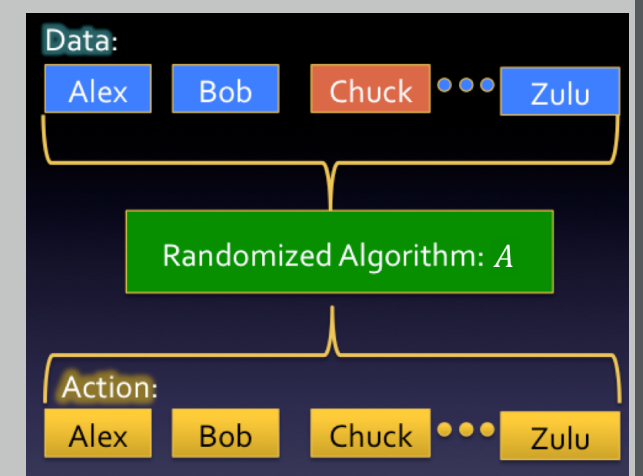 Data:
Alex Bob Chuck ●●● Zulu
Randomized Algorithm: A
Action:
Alex Bob Chuck ●●● Zulu